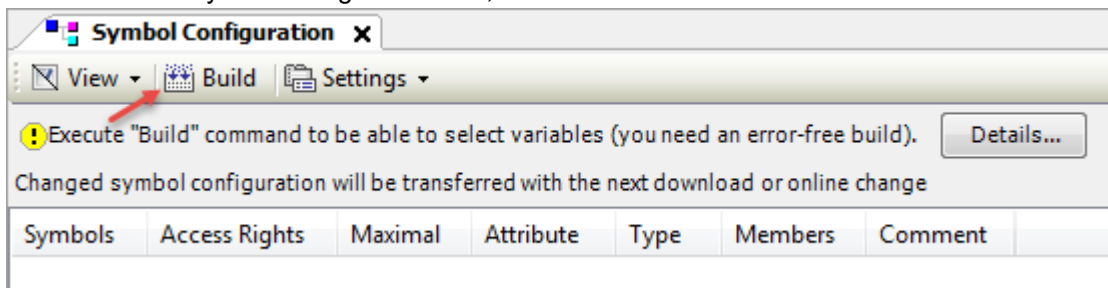 Symbol Configuration x
View Build Settings
Execute "Build" command to be able to select variables (you need an error-free build). Details...
Changed symbol configuration will be transferred with the next download or online change
Symbols Access Rights Maximal Attribute Type Members Comment